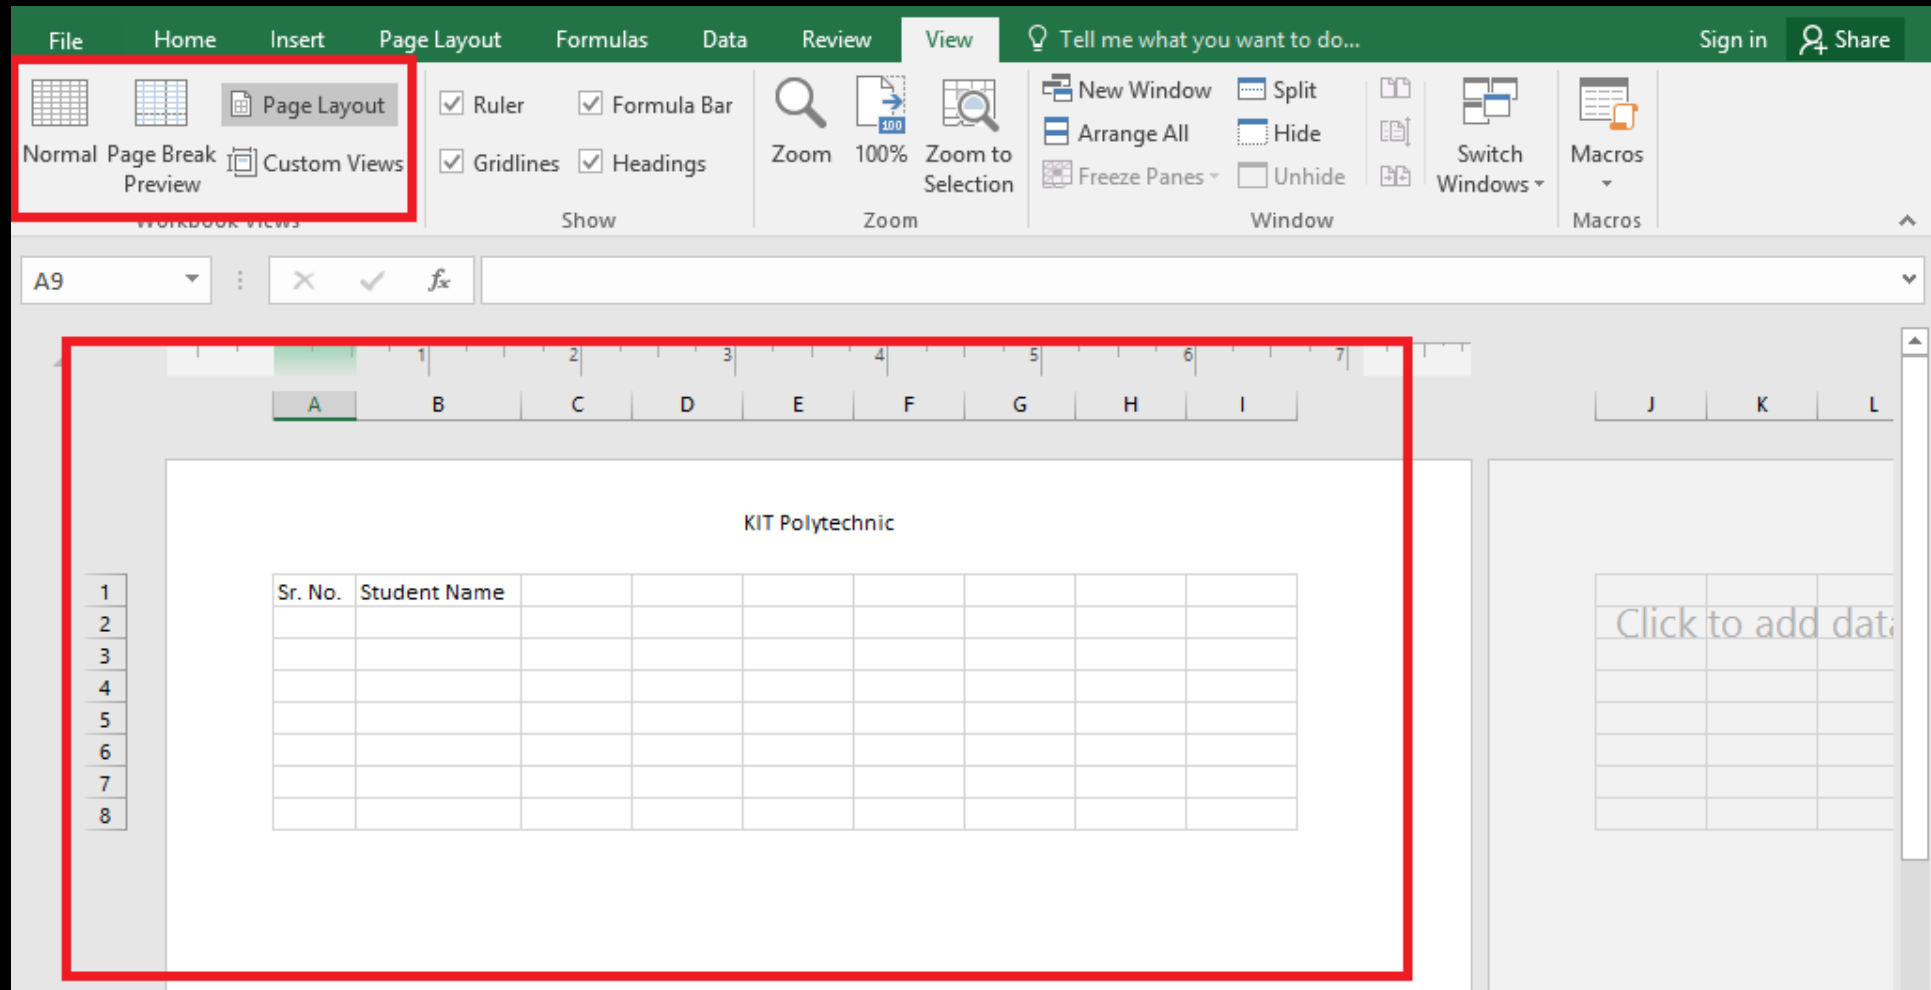 File Home Insert Page Layout Formulas Data Review View Tell me what you want to do... Sign in Share
Normal Page Break Preview Page Layout Custom Views
Workbook Views
Ruler Formula Bar
Gridlines Headings
Show
Zoom 100% Zoom to Selection
100
Zoom
New Window Split
Arrange All Hide
Freeze Panes Unhide
Switch Windows
Window
Macros
Macros
A9 fx
1 2 3 4 5 6 7
A B C D E F G H I J K L
KIT Polytechnic
1 Sr. No. Student Name
2 Click to add data
3
4
5
6
7
8